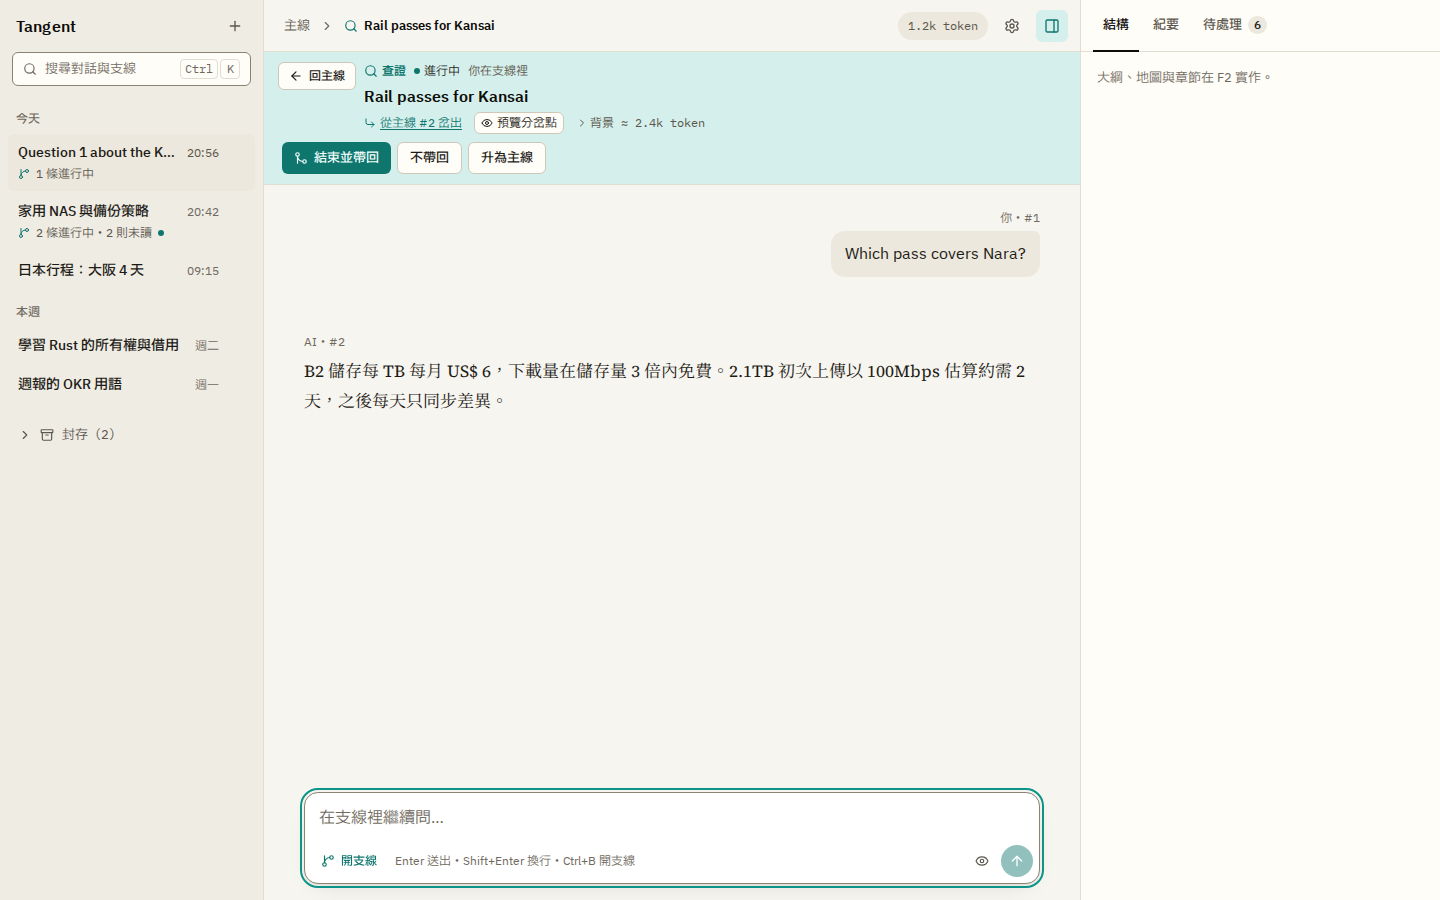 Tangent
搜尋對話與支線 Ctrl K
今天
Question 1 about the K... 20:56
1 條進行中
家用 NAS 與備份策略 20:42
2 條進行中・2 則未讀
日本行程：大阪 4 天 09:15
本週
學習 Rust 的所有權與借用 週二
週報的 OKR 用語 週一
封存（2）
主線 Rail passes for Kansai 1.2k token
回主線 查證 進行中 你在支線裡
Rail passes for Kansai
從主線 #2 岔出 預覽分岔點 背景 ≈ 2.4k token
結束並帶回 不帶回 升為主線
你・#1
Which pass covers Nara?
AI・#2
B2 儲存每 TB 每月 US$ 6，下載量在儲存量 3 倍內免費。2.1TB 初次上傳以 100Mbps 估算約需 2
天，之後每天只同步差異。
在支線裡繼續問...
開支線 Enter 送出・Shift+Enter 換行・Ctrl+B 開支線
結構 紀要 待處理 6
大綱、地圖與章節在 F2 實作。